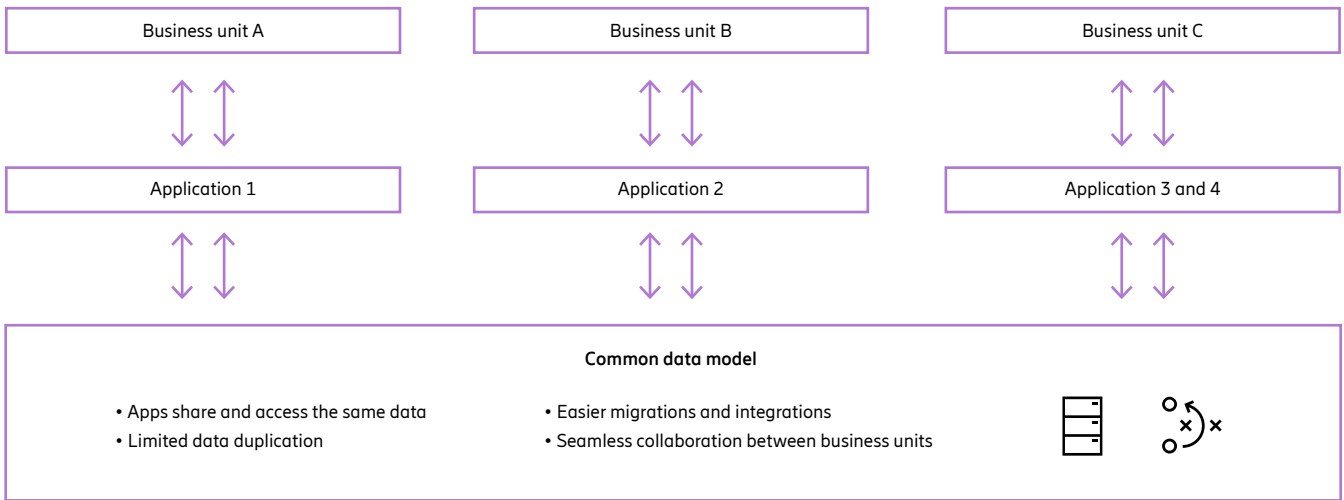 Business unit A
Business unit B
Business unit C
Application 1
Application 2
Application 3 and 4
Common data model
• Apps share and access the same data
• Limited data duplication
• Easier migrations and integrations
• Seamless collaboration between business units